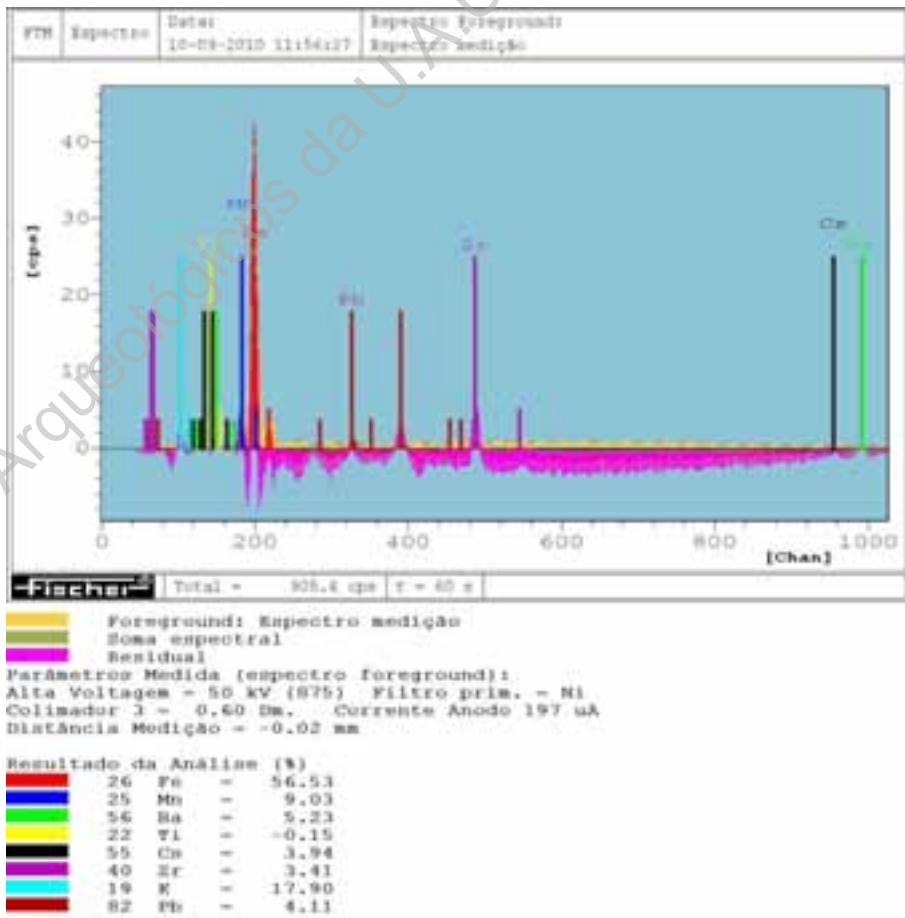 FTM Espectro Data: Espectro Foreground:
10-09-2010 11:56:27 Espectro medição
Arqueológicos da U.A.
[cps]
40
30
20
10
0
Mn
Pb
Zr
Cs
0 200 400 600 800 1000
[Chan]
Fischer Total = 905.4 cps t = 60 s
Foreground: Espectro medição
Soma espectral
Residual
Parâmetros Medida (espectro foreground):
Alta Voltagem = 50 kV (875) Filtro prim. = Ni
Colimador 3 = 0.60 Dm. Corrente Anodo 197 uA
Distância Medição = -0.02 mm
Resultado da Análise (%)
26 Fe = 56.53
25 Mn = 9.03
56 Ba = 5.23
22 Ti = -0.15
55 Cs = 3.94
40 Zr = 3.41
19 K = 17.90
82 Pb = 4.11